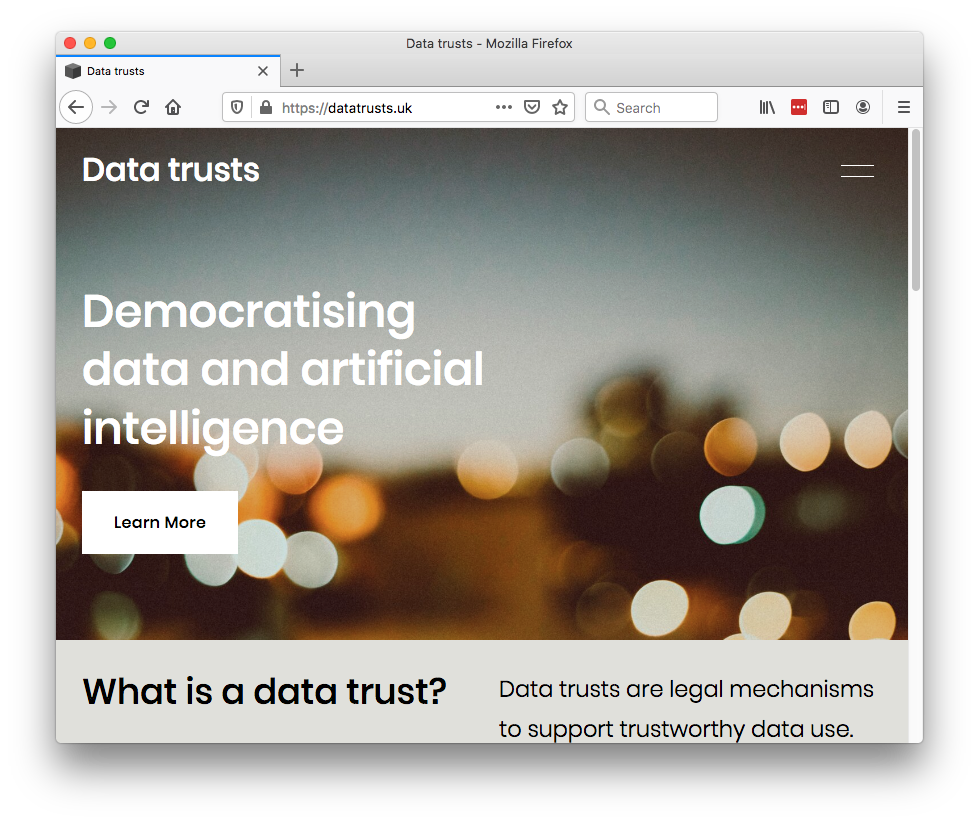 Data trusts - Mozilla Firefox
Data trusts
https://datatrusts.uk
Search
Data trusts
Democratising
data and artificial
intelligence
Learn More
What is a data trust?
Data trusts are legal mechanisms
to support trustworthy data use.